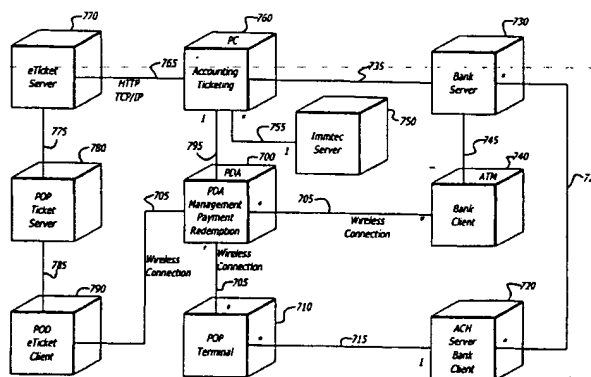 770
760
730
PC
eTicket
Server
765
HTTP
TCP/IP
Accounting
Ticketing
735
Bank
Server
1
775
780
795
755
1
Immtec
Server
750
745
740
ATM
700
PDA
POP
Ticket
Server
705
PDA
Management
Payment
Redemption
705
Wireless
Connection
Bank
Client
785
790
Wireless
Connection
Wireless
Connection
705
720
710
POD
eTicket
Client
POP
Terminal
715
1
ACH
Server
Bank
Client